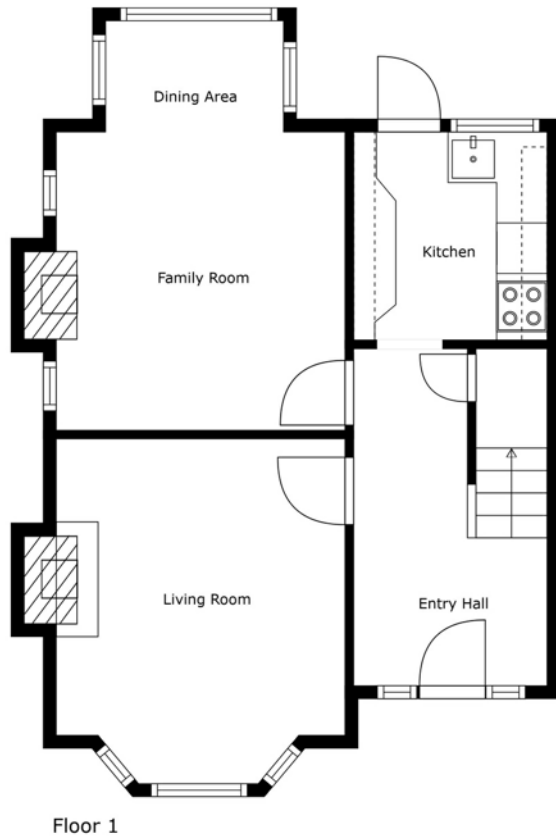 Dining Area
Family Room
Kitchen
Living Room
Entry Hall
Floor 1